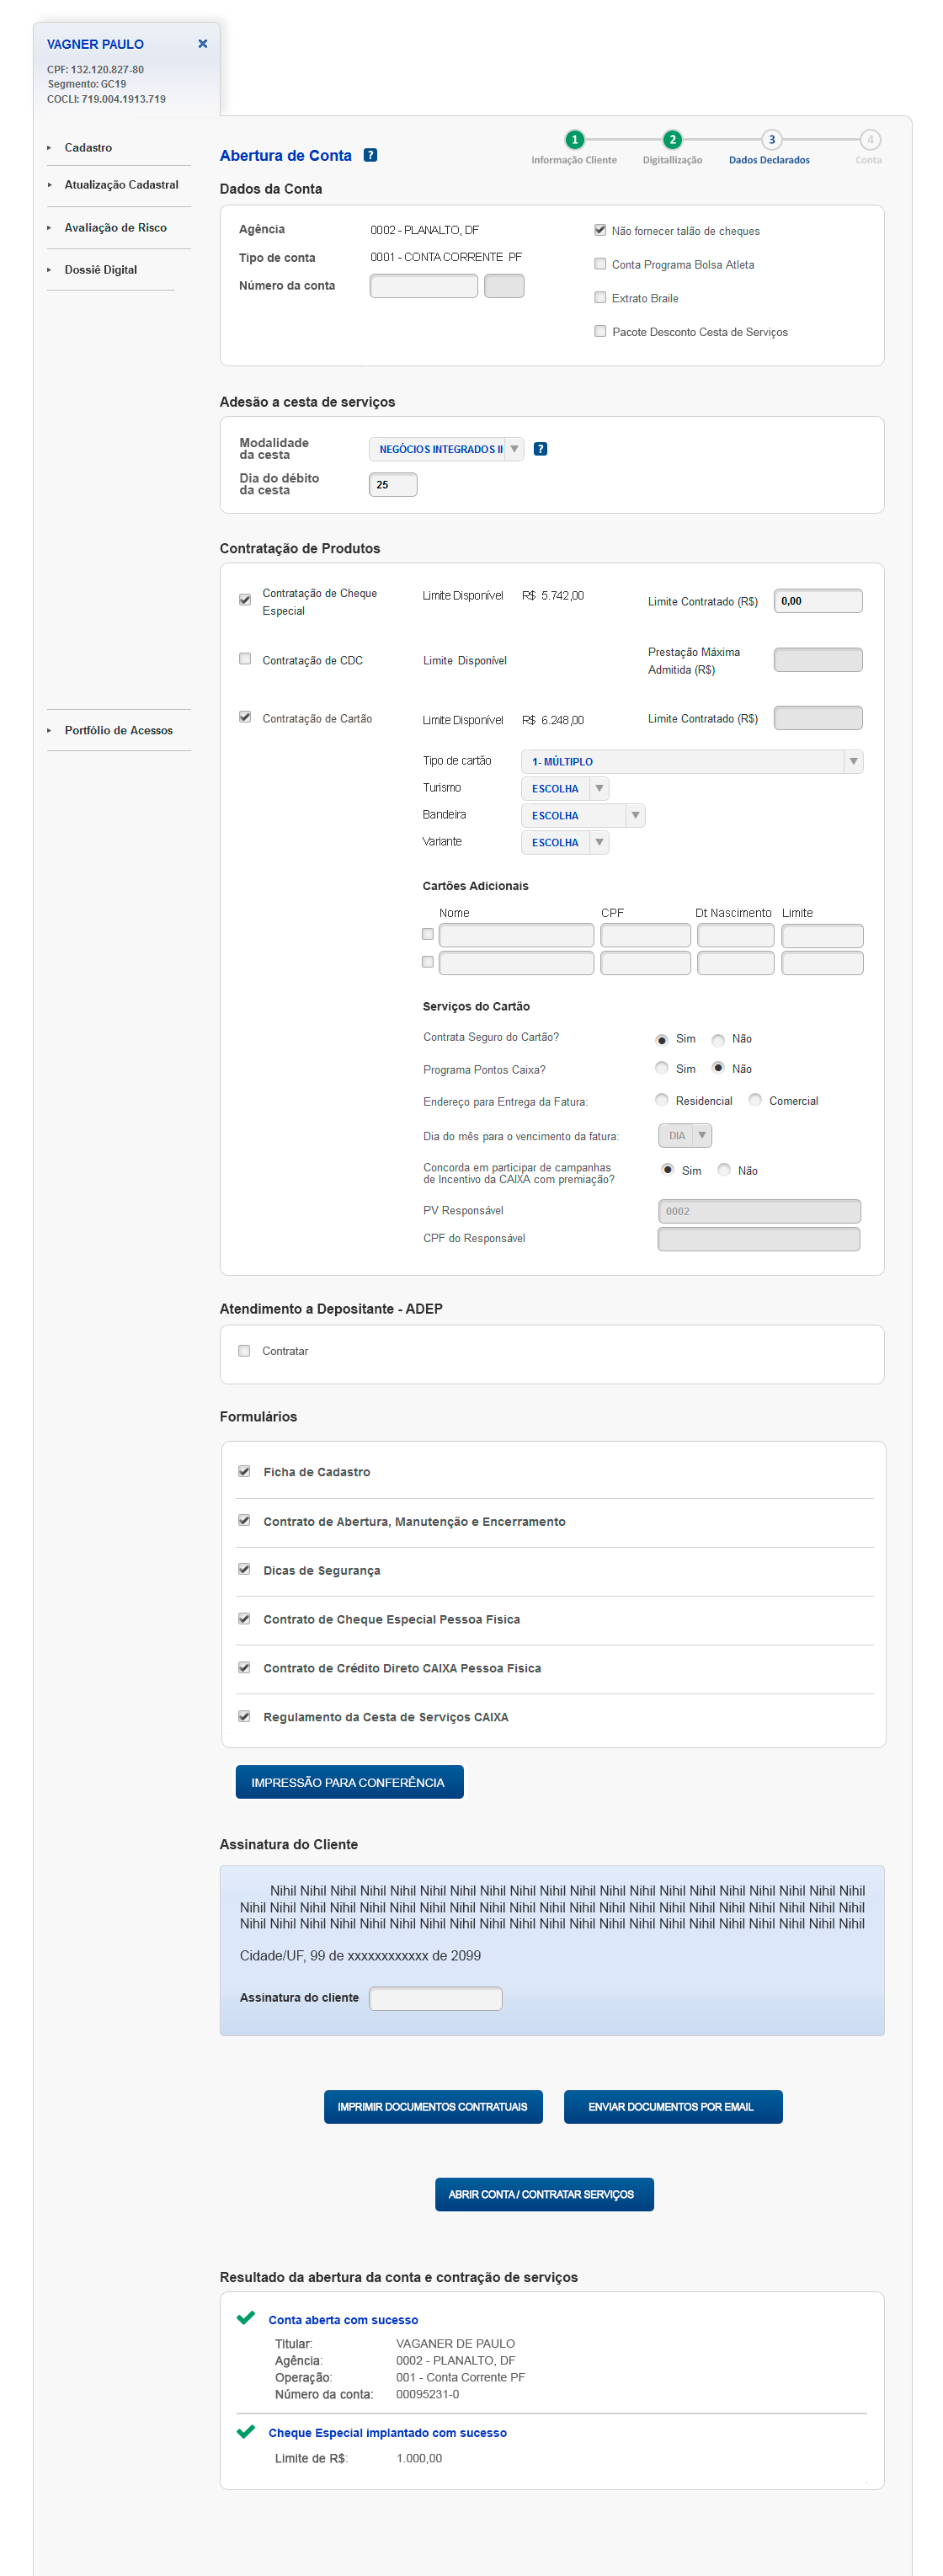 VAGNER PAULO
CPF: 132.120.827-80
Segmento: GC19
COCLI: 719.004.1913.719
Cadastro
Atualização Cadastral
Avaliação de Risco
Dossiê Digital
Portfólio de Acessos
Abertura de Conta ?
1 2 3 4
Informação Cliente Digitallização Dados Declarados Conta
Dados da Conta
Agência 0002 - PLANALTO, DF
Tipo de conta 0001 - CONTA CORRENTE PF
Número da conta
Não fornecer talão de cheques
Conta Programa Bolsa Atleta
Extrato Braile
Pacote Desconto Cesta de Serviços
Adesão a cesta de serviços
Modalidade
da cesta
NEGÓCIOS INTEGRADOS II ?
Dia do débito
da cesta
25
Contratação de Produtos
Contratação de Cheque
Especial
Limite Disponível R$ 5.742,00
Limite Contratado (R$) 0,00
Contratação de CDC
Limite Disponível
Prestação Máxima
Admitida (R$)
Contratação de Cartão
Limite Disponível R$ 6.248,00
Limite Contratado (R$)
Tipo de cartão 1- MÚLTIPLO
Turismo ESCOLHA
Bandeira ESCOLHA
Variante ESCOLHA
Cartões Adicionais
Nome CPF Dt Nascimento Limite
Serviços do Cartão
Contrata Seguro do Cartão? Sim Não
Programa Pontos Caixa? Sim Não
Endereço para Entrega da Fatura: Residencial Comercial
Dia do mês para o vencimento da fatura: DIA
Concorda em participar de campanhas
de Incentivo da CAIXA com premiação?
Sim Não
PV Responsável 0002
CPF do Responsável
Atendimento a Depositante - ADEP
Contratar
Formulários
Ficha de Cadastro
Contrato de Abertura, Manutenção e Encerramento
Dicas de Segurança
Contrato de Cheque Especial Pessoa Fisica
Contrato de Crédito Direto CAIXA Pessoa Fisica
Regulamento da Cesta de Serviços CAIXA
IMPRESSÃO PARA CONFERÊNCIA
Assinatura do Cliente
Nihil Nihil Nihil Nihil Nihil Nihil Nihil Nihil Nihil Nihil Nihil Nihil Nihil Nihil Nihil Nihil Nihil Nihil Nihil Nihil
Nihil Nihil Nihil Nihil Nihil Nihil Nihil Nihil Nihil Nihil Nihil Nihil Nihil Nihil Nihil Nihil Nihil Nihil Nihil Nihil Nihil
Nihil Nihil Nihil Nihil Nihil Nihil Nihil Nihil Nihil Nihil Nihil Nihil Nihil Nihil Nihil Nihil Nihil Nihil Nihil Nihil Nihil
Cidade/UF, 99 de xxxxxxxxxxxx de 2099
Assinatura do cliente
IMPRIMIR DOCUMENTOS CONTRATUAIS ENVIAR DOCUMENTOS POR EMAIL
ABRIR CONTA / CONTRATAR SERVIÇOS
Resultado da abertura da conta e contração de serviços
Conta aberta com sucesso
Titular: VAGANER DE PAULO
Agência: 0002 - PLANALTO, DF
Operação: 001 - Conta Corrente PF
Número da conta: 00095231-0
Cheque Especial implantado com sucesso
Limite de R$: 1.000,00